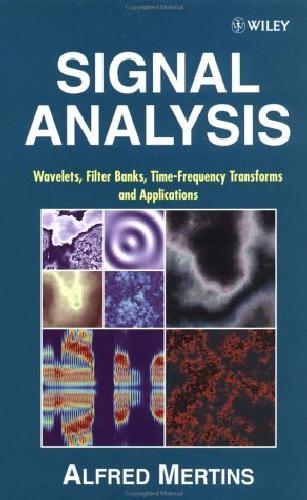 WILEY
SIGNAL
ANALYSIS
Wavelets, Filter Banks, Time-Frequency Transforms
and Applications
ALFRED MERTINS